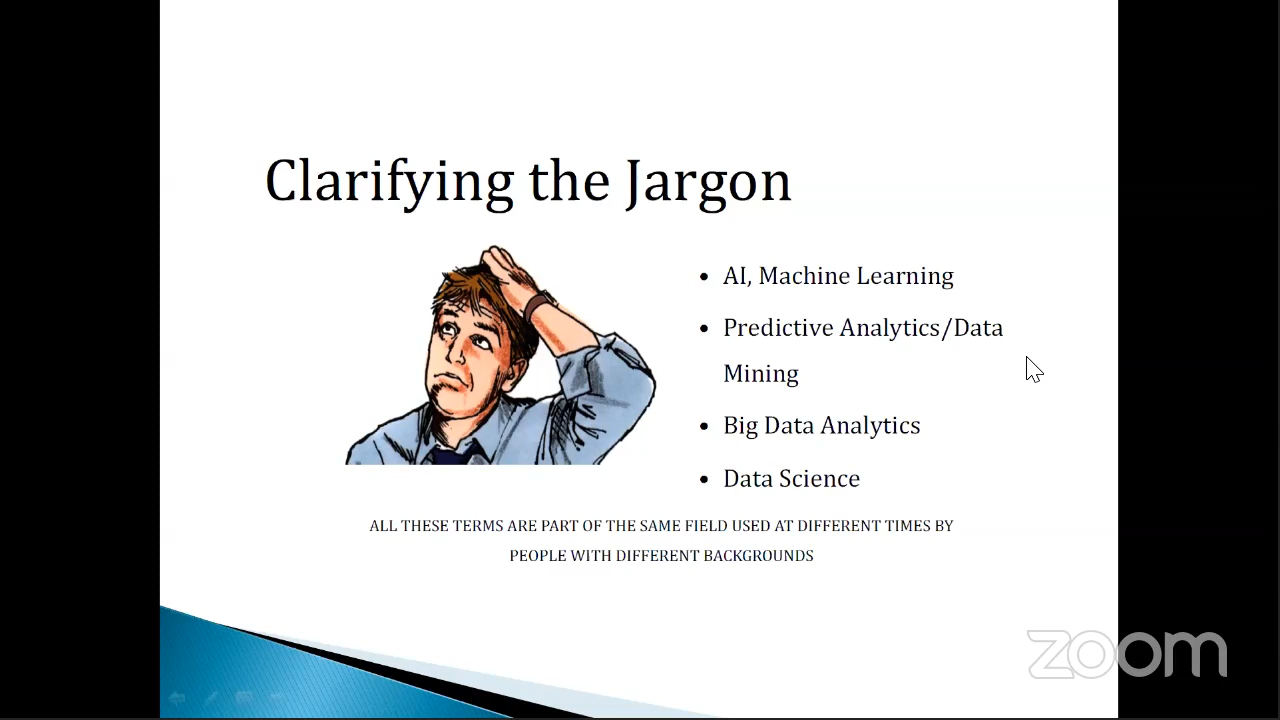 Clarifying the Jargon
AI, Machine Learning
Predictive Analytics/Data
Mining
Big Data Analytics
Data Science
ALL THESE TERMS ARE PART OF THE SAME FIELD USED AT DIFFERENT TIMES BY
PEOPLE WITH DIFFERENT BACKGROUNDS
zoom